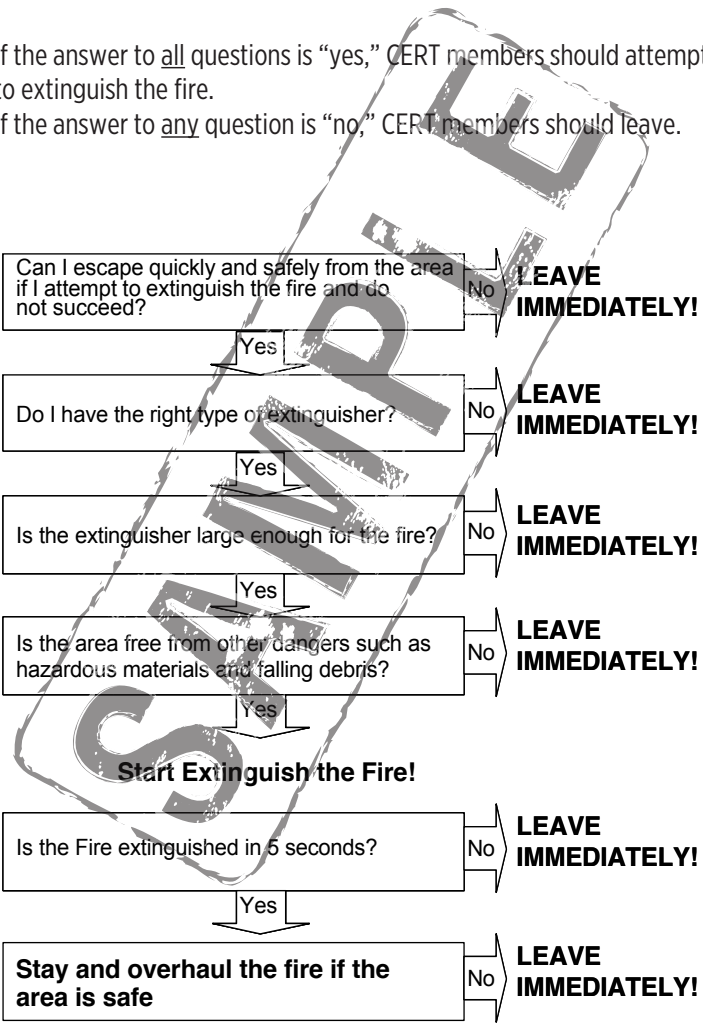 f the answer to all questions is “yes,” CERT members should attempt
to extinguish the fire.
f the answer to any question is “no,” CERT members should leave.
Can I escape quickly and safely from the area
if I attempt to extinguish the fire and do
not succeed?
No
LEAVE
IMMEDIATELY!
Yes
Do I have the right type of extinguisher?
No
LEAVE
IMMEDIATELY!
Yes
Is the extinguisher large enough for the fire?
No
LEAVE
IMMEDIATELY!
Yes
Is the area free from other dangers such as
hazardous materials and falling debris?
No
LEAVE
IMMEDIATELY!
Yes
Start Extinguish the Fire!
Is the Fire extinguished in 5 seconds?
No
LEAVE
IMMEDIATELY!
Yes
Stay and overhaul the fire if the
area is safe
No
LEAVE
IMMEDIATELY!
SAMPLE